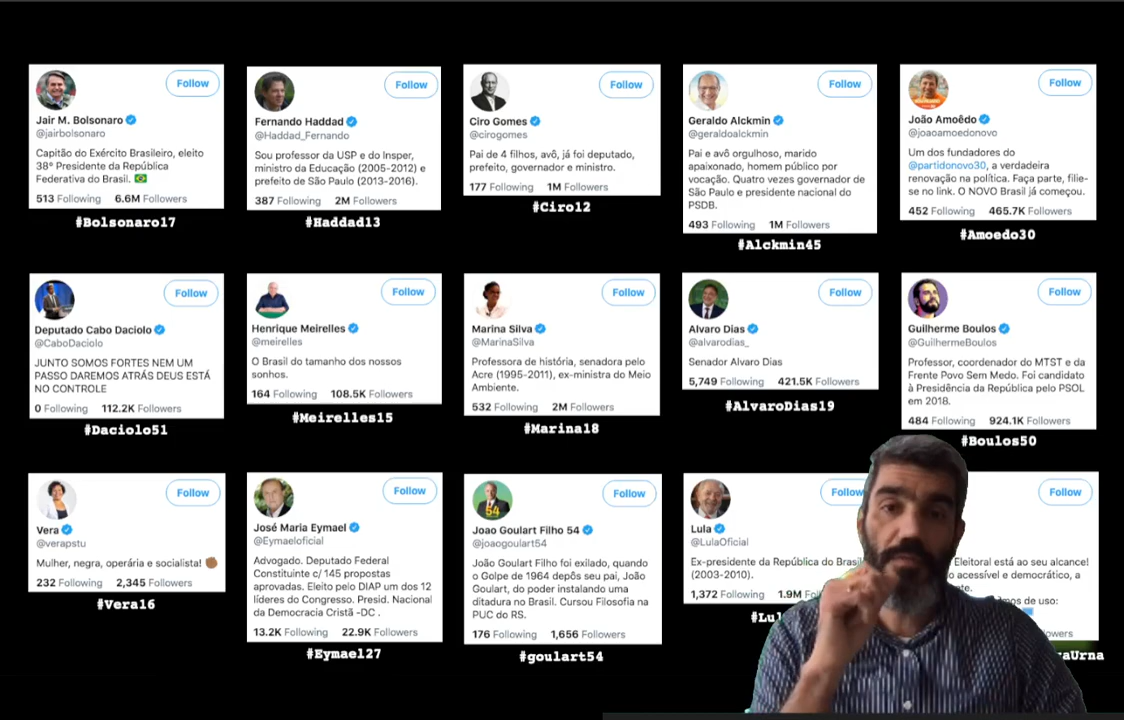 Follow
Jair M. Bolsonaro
@jairbolsonaro
Capitão do Exército Brasileiro, eleito
38º Presidente da República
Federativa do Brasil.
513 Following 6.6M Followers
#Bolsonaro17
Follow
Fernando Haddad
@Haddad_Fernando
Sou professor da USP e do Insper,
ministro da Educação (2005-2012) e
prefeito de São Paulo (2013-2016).
387 Following 2M Followers
#Haddad13
Follow
Ciro Gomes
@cirogomes
Pai de 4 filhos, avô, já foi deputado,
prefeito, governador e ministro.
177 Following 1M Followers
#Ciro12
Follow
Geraldo Alckmin
@geraldoalckmin
Pai e avô orgulhoso, marido
apaixonado, homem público por
vocação. Quatro vezes governador de
São Paulo e presidente nacional do
PSDB.
493 Following 1M Followers
#Alckmin45
Follow
João Amoêdo
@joaoamoedonovo
Um dos fundadores do
@partidonovo30, a verdadeira
renovação na política. Faça parte, filie-
se no link. O NOVO Brasil já começou.
452 Following 465.7K Followers
#Amoedo30
Follow
Deputado Cabo Daciolo
@CaboDaciolo
JUNTO SOMOS FORTES NEM UM
PASSO DAREMOS ATRÁS DEUS ESTÁ
NO CONTROLE
0 Following 112.2K Followers
#Daciolo51
Follow
Henrique Meirelles
@meirelles
O Brasil do tamanho dos nossos
sonhos.
164 Following 108.5K Followers
#Meirelles15
Follow
Marina Silva
@MarinaSilva
Professora de história, senadora pelo
Acre (1995-2011), ex-ministra do Meio
Ambiente.
532 Following 2M Followers
#Marina18
Follow
Alvaro Dias
@alvarodias_
Senador Alvaro Dias
5,749 Following 421.5K Followers
#AlvaroDias19
Follow
Guilherme Boulos
@GuilhermeBoulos
Professor, coordenador do MTST e da
Frente Povo Sem Medo. Foi candidato
à Presidência da República pelo PSOL
em 2018.
484 Following 924.1K Followers
#Boulos50
Follow
Vera
@verapstu
Mulher, negra, operária e socialista!
232 Following 2,345 Followers
#Vera16
Follow
José Maria Eymael
@Eymaeloficial
Advogado. Deputado Federal
Constituinte c/ 145 propostas
aprovadas. Eleito pelo DIAP um dos 12
líderes do Congresso. Presid. Nacional
da Democracia Cristã -DC .
13.2K Following 22.9K Followers
#Eymael27
Follow
Joao Goulart Filho 54
@joaogoulart54
João Goulart Filho foi exilado, quando
o Golpe de 1964 depôs seu pai, João
Goulart, do poder instalando uma
ditadura no Brasil. Cursou Filosofia na
PUC do RS.
176 Following 1,656 Followers
#goulart54
Follow
Lula
@LulaOficial
Ex-presidente da República do Brasil
(2003-2010).
1,372 Following 1.9M
Follow
Eleitoral está ao seu alcance!
o acessível e democrático, a
mos de uso: